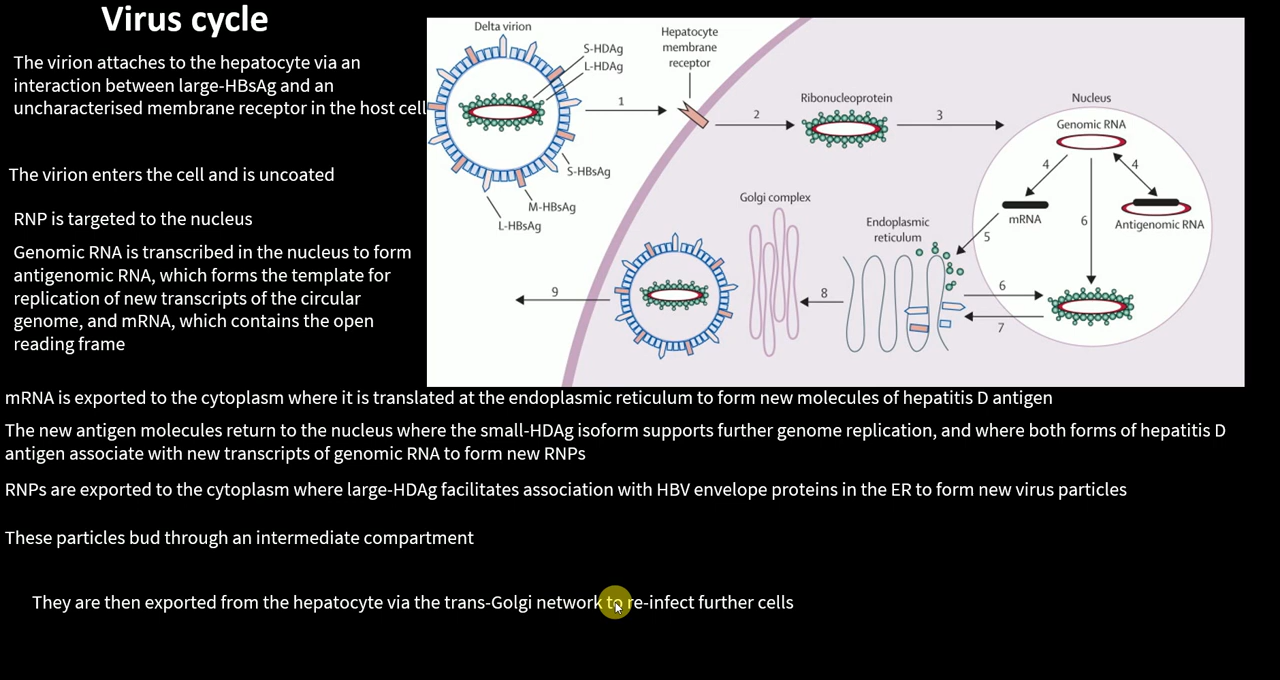 Virus cycle
The virion attaches to the hepatocyte via an
interaction between large-HBsAg and an
uncharacterised membrane receptor in the host cell
The virion enters the cell and is uncoated
RNP is targeted to the nucleus
Genomic RNA is transcribed in the nucleus to form
antigenomic RNA, which forms the template for
replication of new transcripts of the circular
genome, and mRNA, which contains the open
reading frame
Delta virion
S-HDAg
L-HDAg
Hepatocyte
membrane
receptor
1
2
Ribonucleoprotein
3
Nucleus
Genomic RNA
4
4
mRNA
Antigenomic RNA
S-HBsAg
M-HBsAg
L-HBsAg
Golgi complex
Endoplasmic
reticulum
5
6
6
7
8
9
mRNA is exported to the cytoplasm where it is translated at the endoplasmic reticulum to form new molecules of hepatitis D antigen
The new antigen molecules return to the nucleus where the small-HDAg isoform supports further genome replication, and where both forms of hepatitis D
antigen associate with new transcripts of genomic RNA to form new RNPs
RNPs are exported to the cytoplasm where large-HDAg facilitates association with HBV envelope proteins in the ER to form new virus particles
These particles bud through an intermediate compartment
They are then exported from the hepatocyte via the trans-Golgi network to re-infect further cells